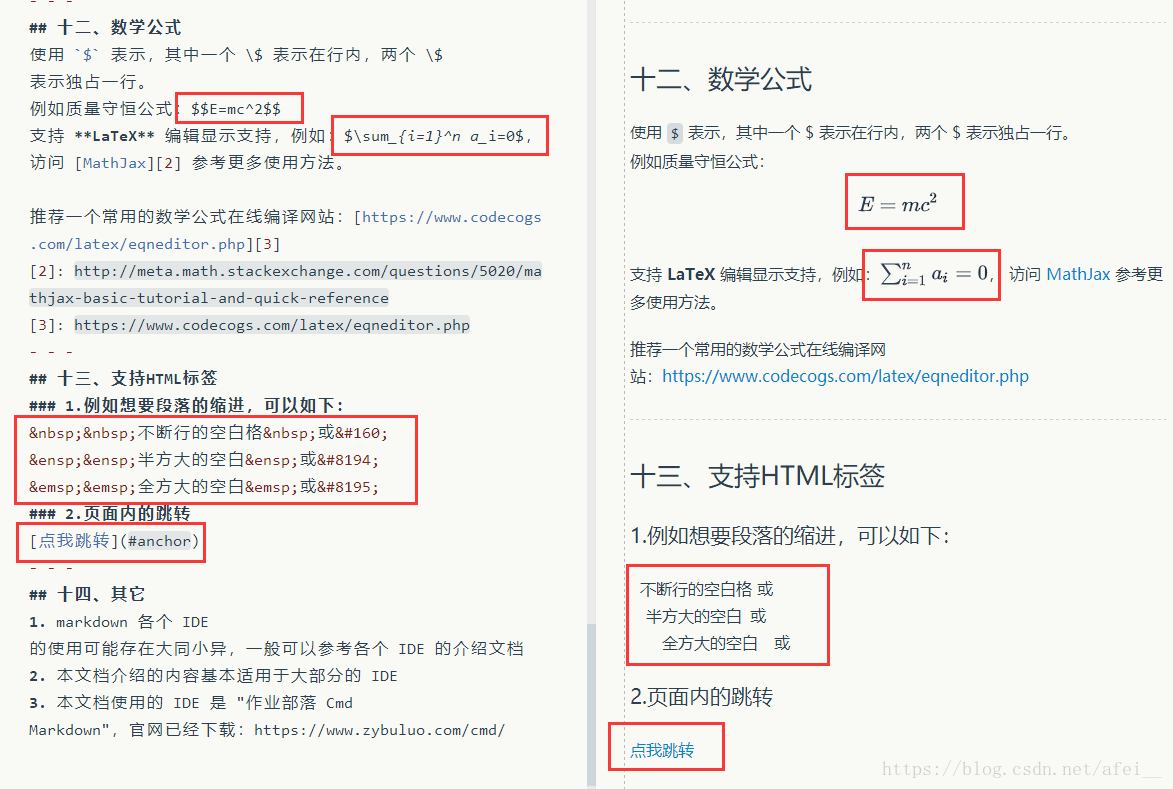 - - -
## 十二、数学公式
使用 `$` 表示，其中一个 \$ 表示在行内，两个 \$
表示独占一行。
例如质量守恒公式：$$E=mc^2$$
支持 **LaTeX** 编辑显示支持，例如：$\sum_{i=1}^n a_i=0$，
访问 [MathJax][2] 参考更多使用方法。
推荐一个常用的数学公式在线编译网站：[https://www.codecogs
.com/latex/eqneditor.php][3]
[2]: http://meta.math.stackexchange.com/questions/5020/ma
thjax-basic-tutorial-and-quick-reference
[3]: https://www.codecogs.com/latex/eqneditor.php
- - -
## 十三、支持HTML标签
### 1.例如想要段落的缩进，可以如下：
&nbsp;&nbsp;不断行的空白格&nbsp;或&#160;
&ensp;&ensp;半方大的空白&ensp;或&#8194;
&emsp;&emsp;全方大的空白&emsp;或&#8195;
### 2.页面内的跳转
[点我跳转](#anchor)
- - -
## 十四、其它
1. markdown 各个 IDE
的使用可能存在大同小异，一般可以参考各个 IDE 的介绍文档
2. 本文档介绍的内容基本适用于大部分的 IDE
3. 本文档使用的 IDE 是 "作业部落 Cmd
Markdown"，官网已经下载：https://www.zybuluo.com/cmd/
十二、数学公式
使用 $ 表示，其中一个 $ 表示在行内，两个 $ 表示独占一行。
例如质量守恒公式：
E = mc²
支持 LaTeX 编辑显示支持，例如：∑ⁿᵢ₌₁ aᵢ = 0，访问 MathJax 参考更
多使用方法。
推荐一个常用的数学公式在线编译网
站：https://www.codecogs.com/latex/eqneditor.php
十三、支持HTML标签
1.例如想要段落的缩进，可以如下：
不断行的空白格 或
半方大的空白 或
全方大的空白 或
2.页面内的跳转
点我跳转
https://blog.csdn.net/afei__